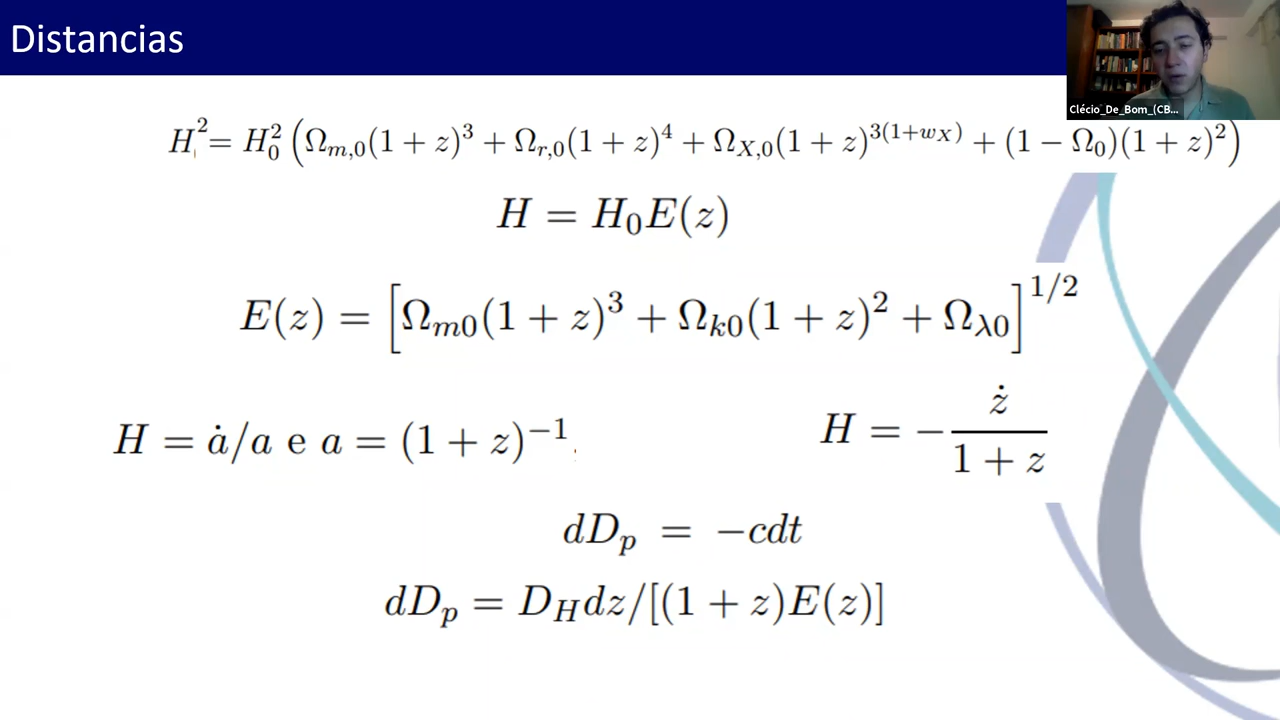 Distancias
Clécio_De_Bom_(CB...
H² = H₀² (Ωₘ,₀(1 + z)³ + Ωᵣ,₀(1 + z)⁴ + Ω_{X,0}(1 + z)^{3(1+w_X)} + (1 − Ω₀)(1 + z)²)
H = H₀E(z)
E(z) = [Ω_{m0}(1 + z)³ + Ω_{k0}(1 + z)² + Ω_{λ0}]^{1/2}
H = ȧ/a e a = (1 + z)⁻¹.
H = − ż / (1 + z)
dD_p = −cdt
dD_p = D_H dz/[(1 + z)E(z)]